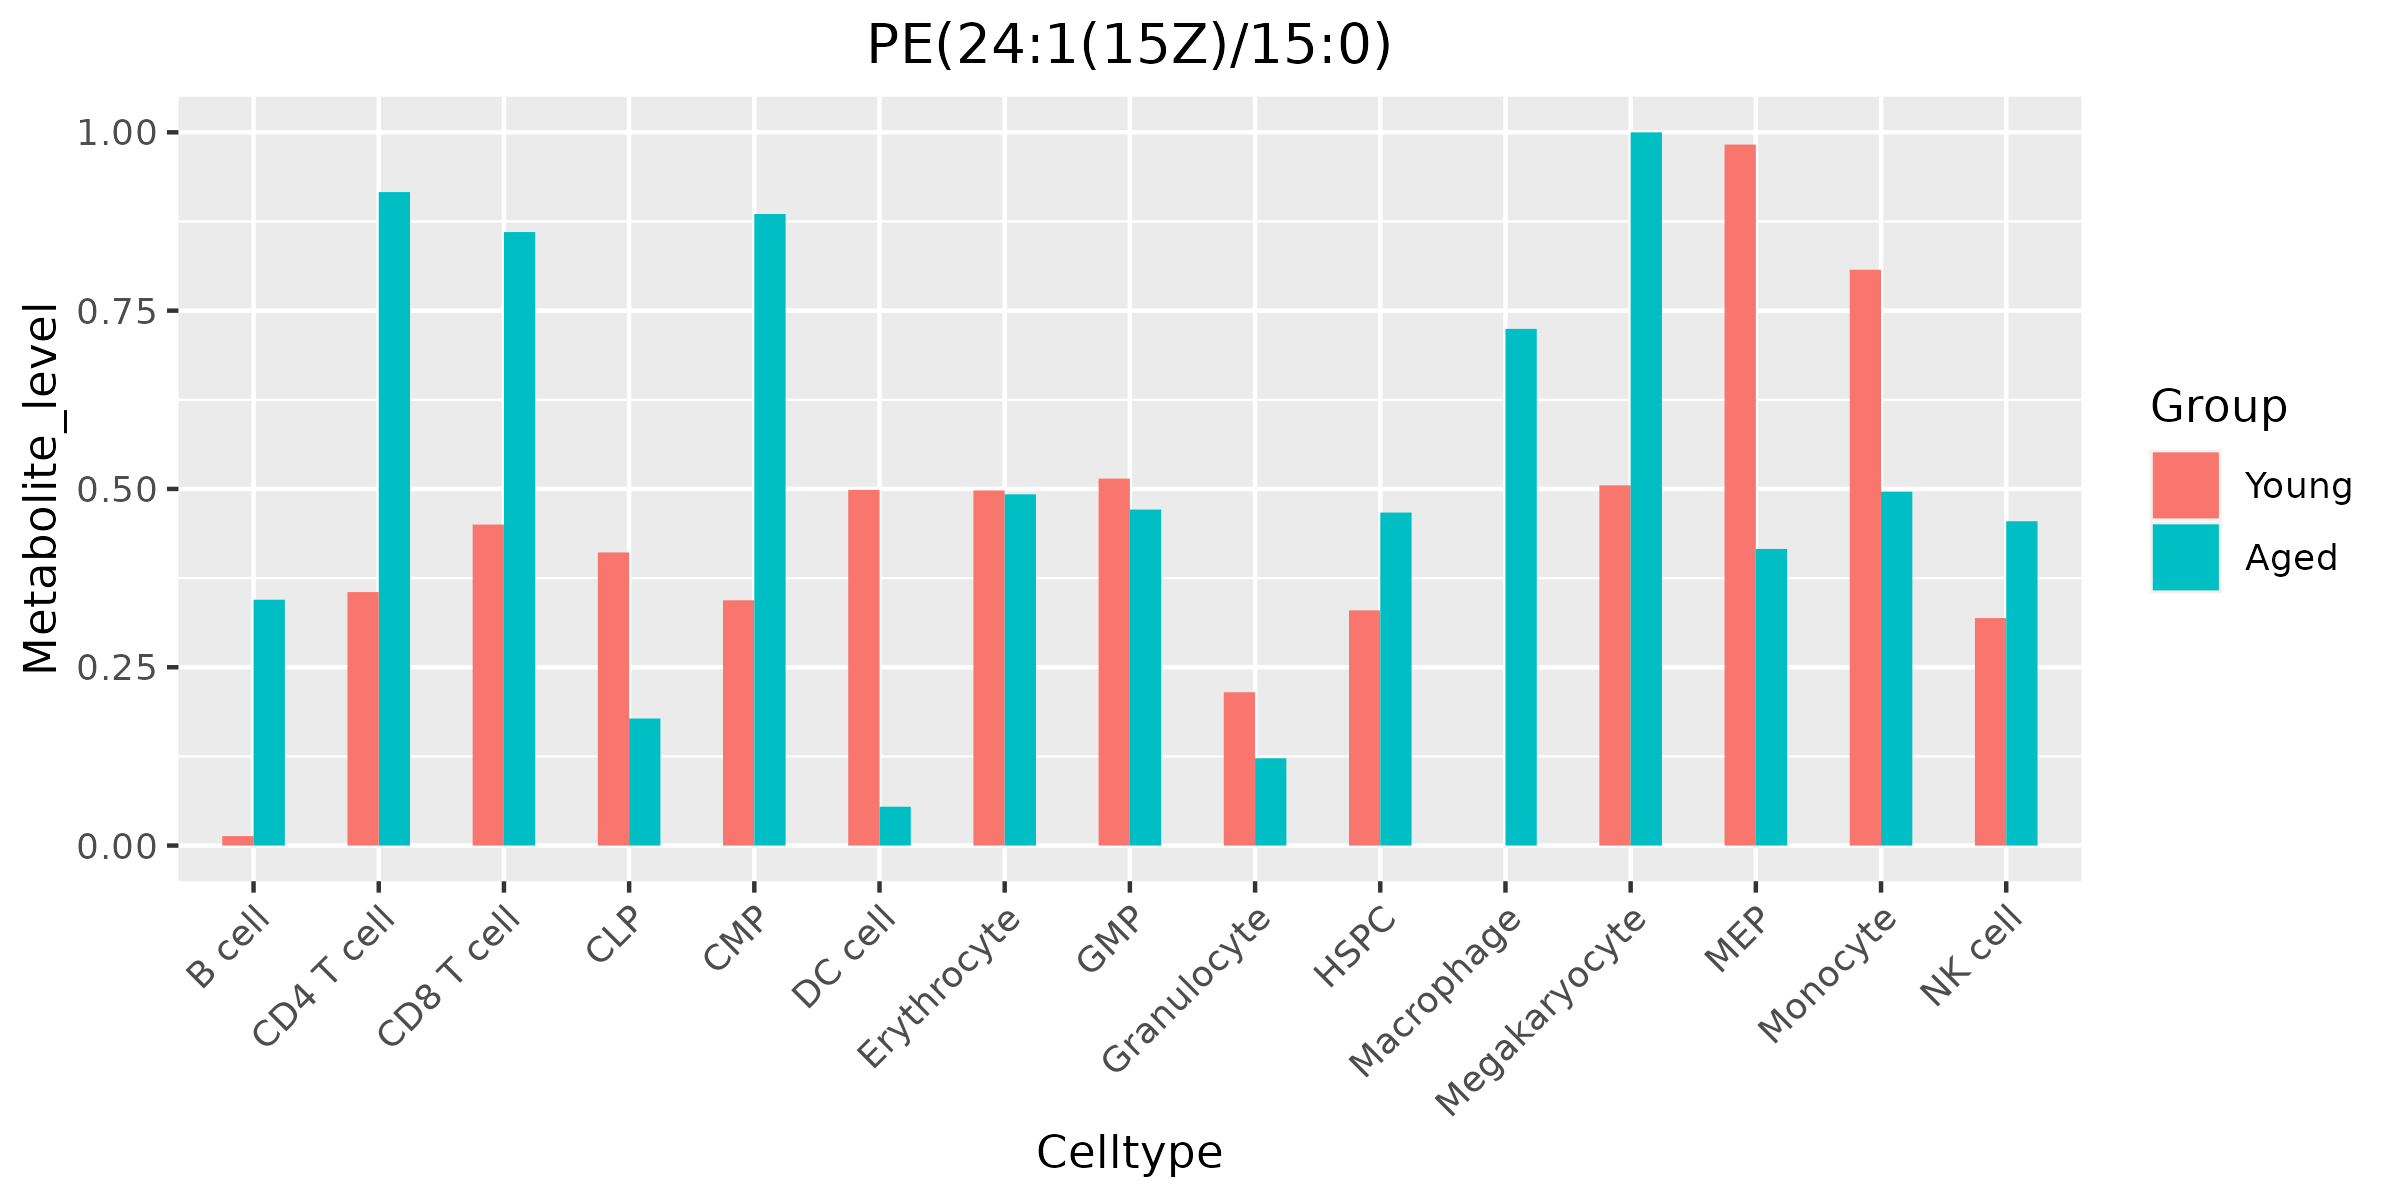 PE(24:1(15Z)/15:0)
Metabolite_level
1.00
0.75
0.50
0.25
0.00
B cell
CD4 T cell
CD8 T cell
CLP
CMP
DC cell
Erythrocyte
GMP
Granulocyte
HSPC
Macrophage
Megakaryocyte
MEP
Monocyte
NK cell
Celltype
Group
Young
Aged